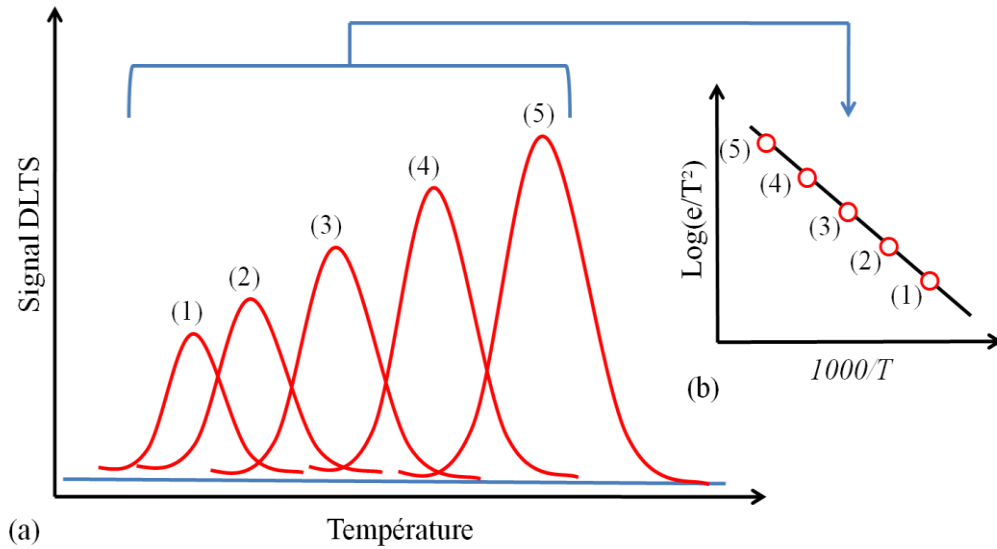 Signal DLTS
(1)
(2)
(3)
(4)
(5)
Température
(a)
Log(e/T²)
(5)
(4)
(3)
(2)
(1)
1000/T
(b)